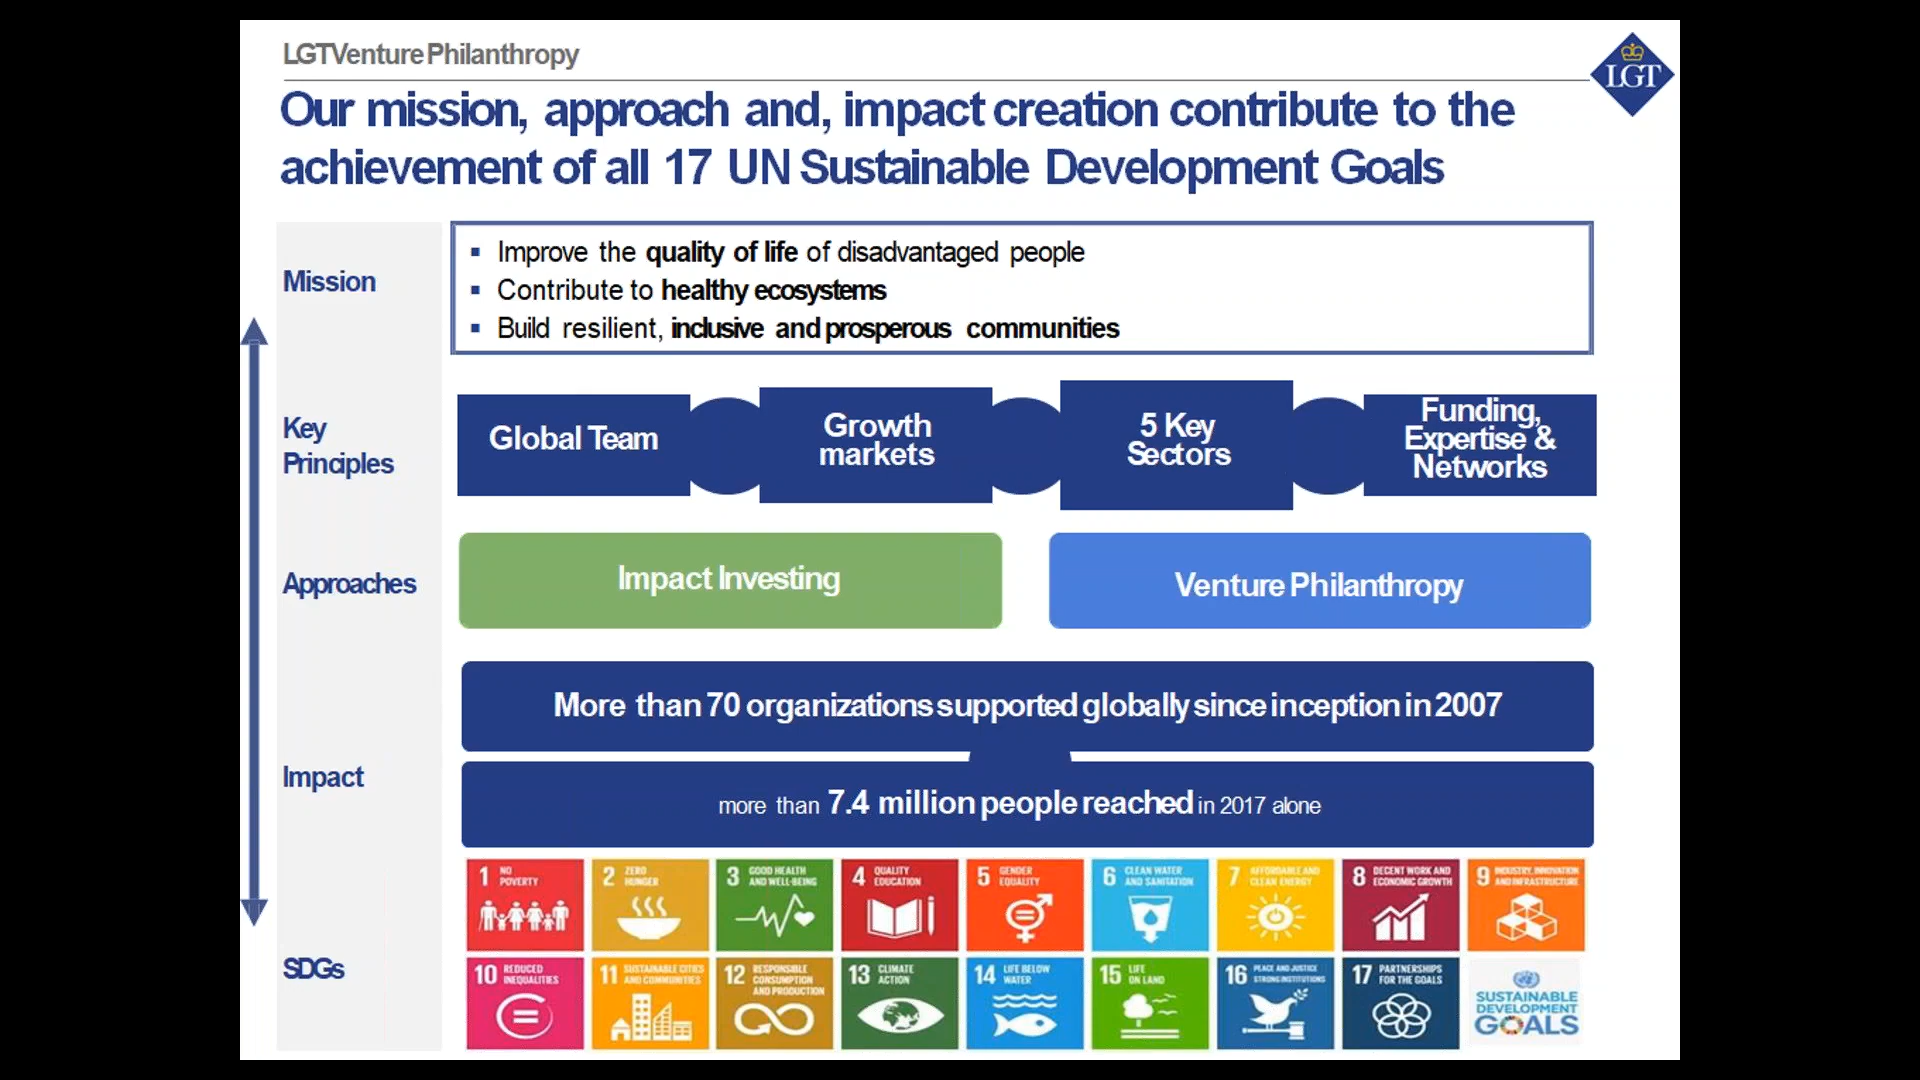 LGT Venture Philanthropy
LGT
Our mission, approach and, impact creation contribute to the
achievement of all 17 UN Sustainable Development Goals
Mission
▪ Improve the quality of life of disadvantaged people
▪ Contribute to healthy ecosystems
▪ Build resilient, inclusive and prosperous communities
Key
Principles
Global Team
Growth
markets
5 Key
Sectors
Funding,
Expertise &
Networks
Approaches
Impact Investing
Venture Philanthropy
Impact
More than 70 organizations supported globally since inception in 2007
more than 7.4 million people reached in 2017 alone
SDGs
1 NO
POVERTY
2 ZERO
HUNGER
3 GOOD HEALTH
AND WELL-BEING
4 QUALITY
EDUCATION
5 GENDER
EQUALITY
6 CLEAN WATER
AND SANITATION
7 AFFORDABLE AND
CLEAN ENERGY
8 DECENT WORK AND
ECONOMIC GROWTH
9 INDUSTRY, INNOVATION
AND INFRASTRUCTURE
10 REDUCED
INEQUALITIES
11 SUSTAINABLE CITIES
AND COMMUNITIES
12 RESPONSIBLE
CONSUMPTION
AND PRODUCTION
13 CLIMATE
ACTION
14 LIFE BELOW
WATER
15 LIFE
ON LAND
16 PEACE AND JUSTICE
STRONG INSTITUTIONS
17 PARTNERSHIPS
FOR THE GOALS
SUSTAINABLE
DEVELOPMENT
GOALS